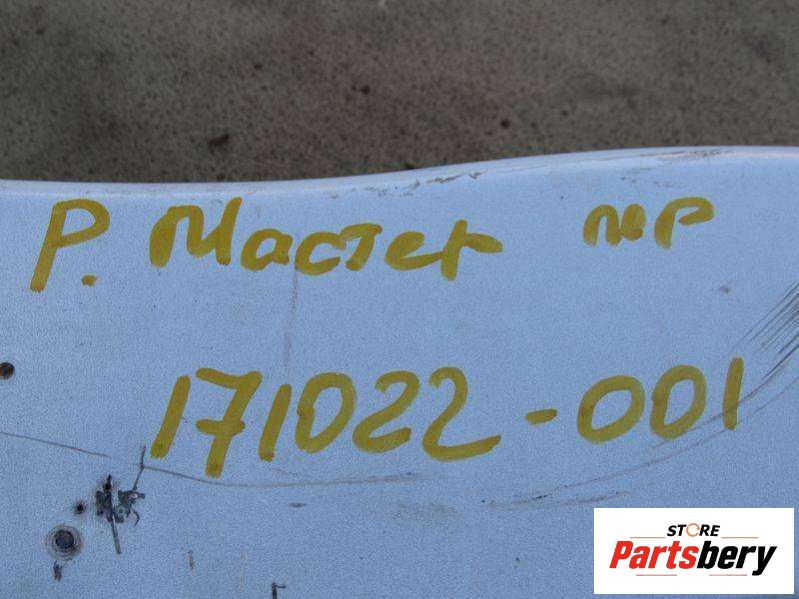 Р. Мастер пр
171022-001
STORE
Partsbery